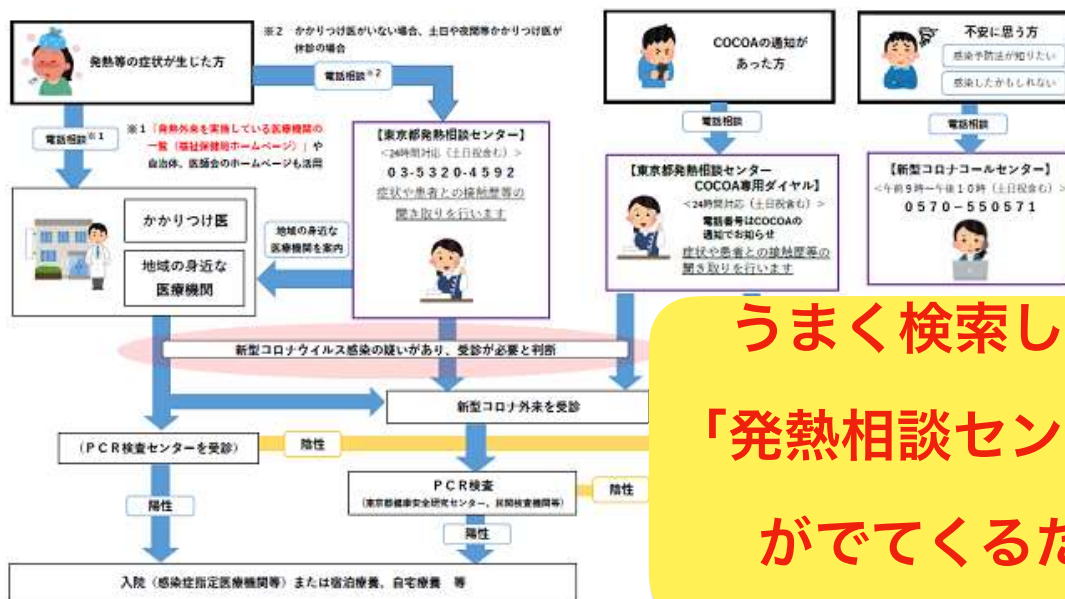 発熱等の症状が生じた方
※2 かかりつけ医がいない場合、土日や夜間等かかりつけ医が
休診の場合
電話相談※2
電話相談※1
※1「発熱外来を実施している医療機関の
一覧（福祉保健局ホームページ）」や
自治体、医師会のホームページも活用
かかりつけ医
地域の身近な
医療機関
地域の身近な
医療機関を案内
【東京都発熱相談センター】
＜24時間対応（土日祝含む）＞
03-5320-4592
症状や患者との接触歴等の
聞き取りを行います
COCOAの通知が
あった方
電話相談
【東京都発熱相談センター
COCOA専用ダイヤル】
＜24時間対応（土日祝含む）＞
電話番号はCOCOAの
通知でお知らせ
症状や患者との接触歴等の
聞き取りを行います
不安に思う方
感染予防法が知りたい
感染したかもしれない
電話相談
【新型コロナコールセンター】
＜午前9時～午後10時（土日祝含む）＞
0570-550571
新型コロナウイルス感染の疑いがあり、受診が必要と判断
新型コロナ外来を受診
（PCR検査センターを受診）
陰性
PCR検査
（東京都健康安全研究センター、民間検査機関等）
陰性
陽性
陽性
入院（感染症指定医療機関等）または宿泊療養、自宅療養 等
うまく検索し
「発熱相談セン
がでてくるた